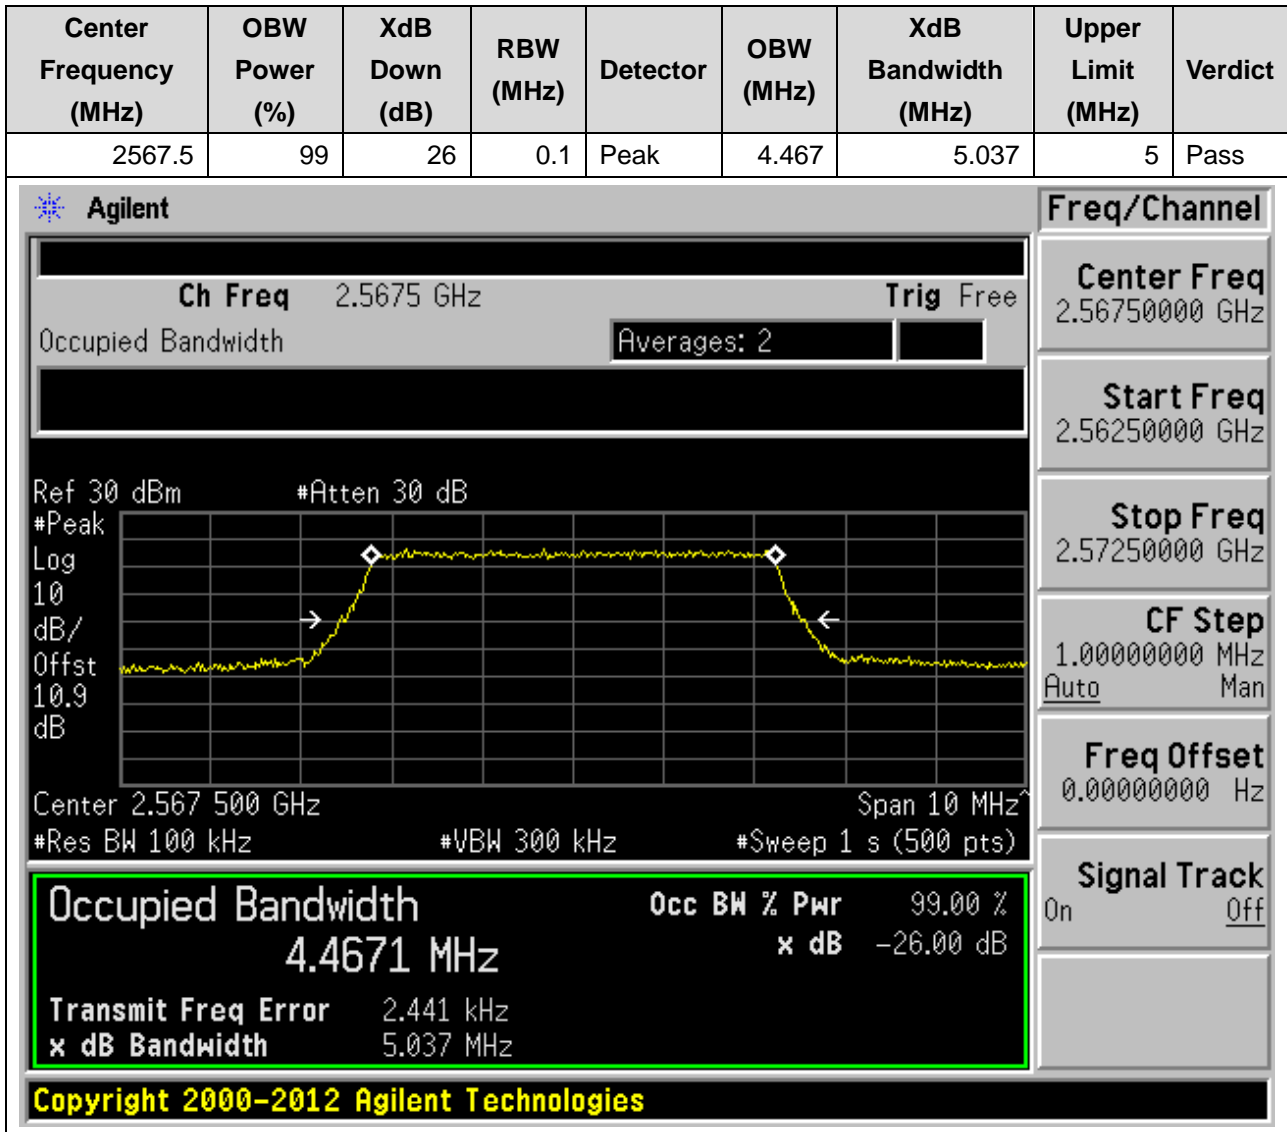 Center Frequency (MHz) OBW Power (%) XdB Down (dB) RBW (MHz) Detector OBW (MHz) XdB Bandwidth (MHz) Upper Limit (MHz) Verdict
2567.5 99 26 0.1 Peak 4.467 5.037 5 Pass
Agilent
Freq/Channel
Ch Freq 2.5675 GHz Trig Free
Occupied Bandwidth Averages: 2
Center Freq
2.56750000 GHz
Start Freq
2.56250000 GHz
Stop Freq
2.57250000 GHz
CF Step
1.00000000 MHz
Auto Man
Freq Offset
0.00000000 Hz
Signal Track
On Off
Ref 30 dBm #Atten 30 dB
#Peak
Log
10
dB/
Offst
10.9
dB
Center 2.567 500 GHz Span 10 MHz^
#Res BW 100 kHz #VBW 300 kHz #Sweep 1 s (500 pts)
Occupied Bandwidth Occ BW % Pwr 99.00 %
4.4671 MHz x dB -26.00 dB
Transmit Freq Error 2.441 kHz
x dB Bandwidth 5.037 MHz
Copyright 2000-2012 Agilent Technologies